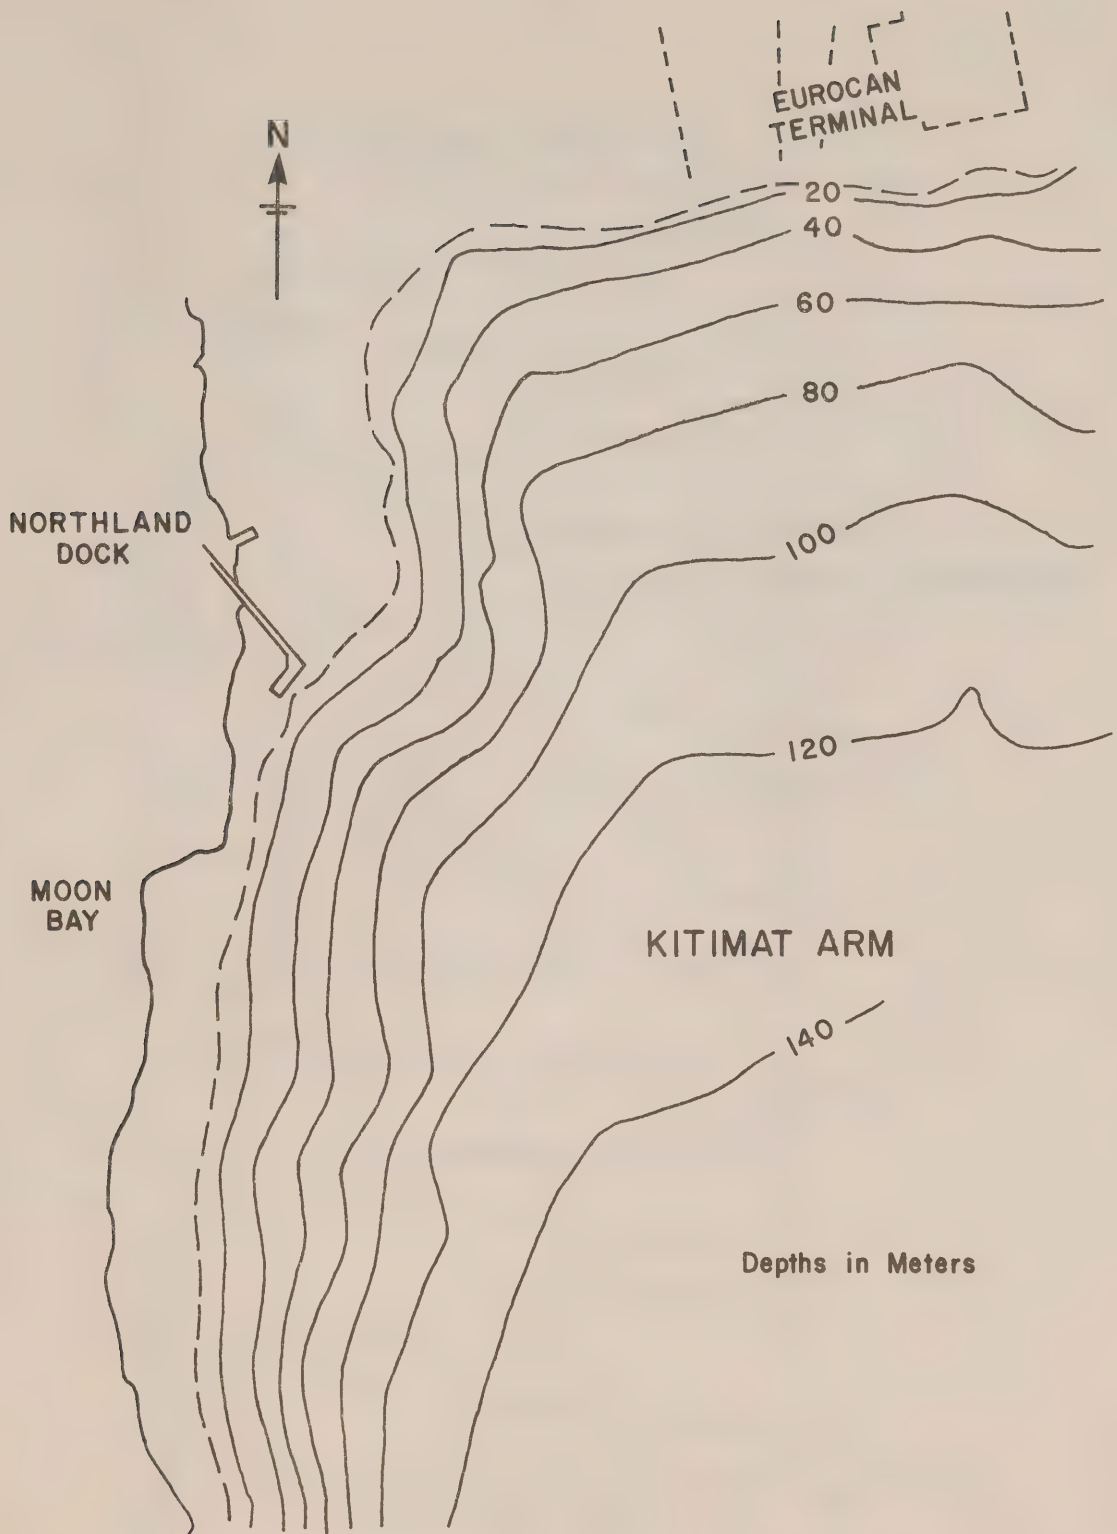 EUROCAN
TERMINAL
N
20
40
60
80
NORTHLAND
DOCK
100
120
MOON
BAY
KITIMAT ARM
140
Depths in Meters